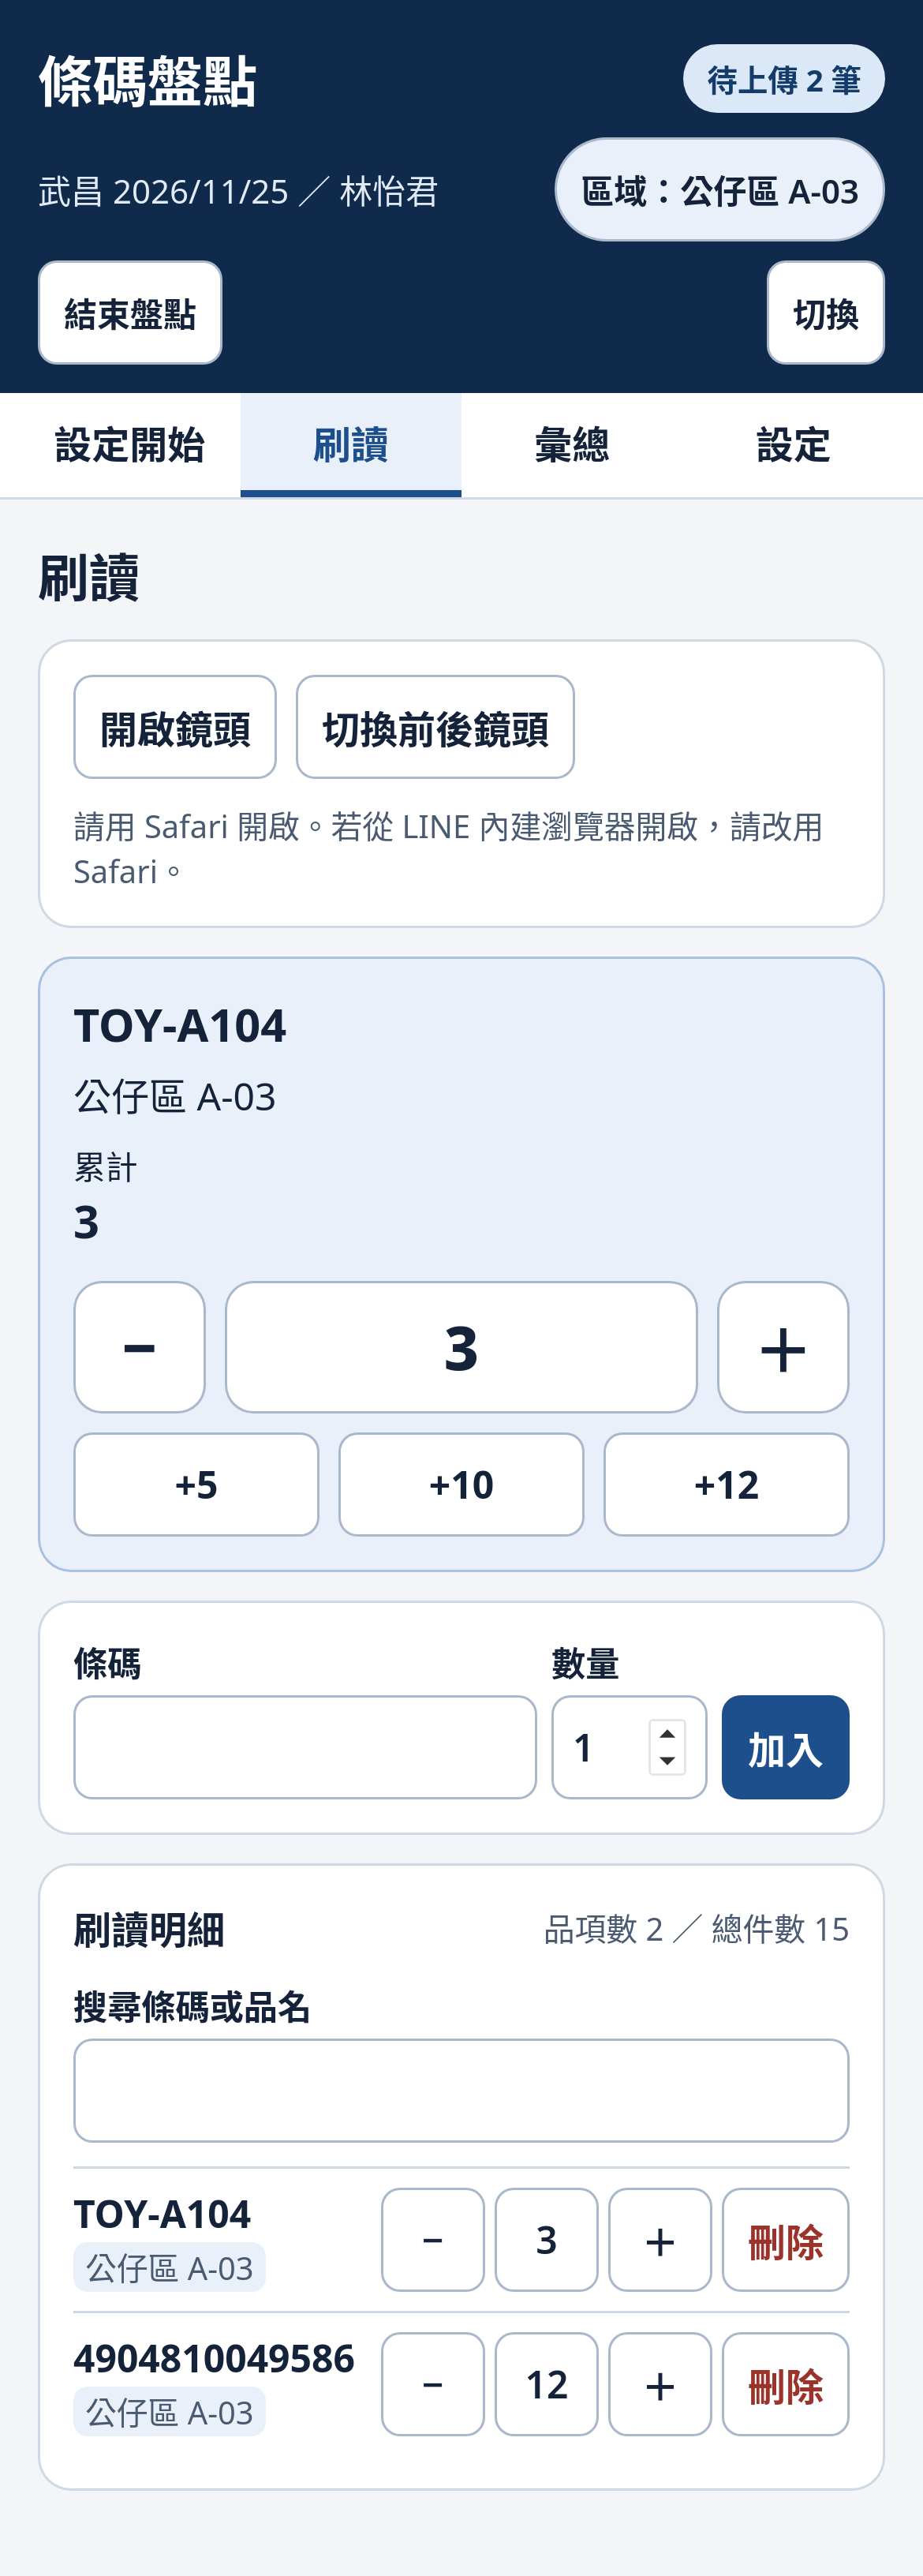 條碼盤點
待上傳 2 筆
武昌 2026/11/25 ／ 林怡君
區域：公仔區 A-03
結束盤點
切換
設定開始 刷讀 彙總 設定
刷讀
開啟鏡頭 切換前後鏡頭
請用 Safari 開啟。若從 LINE 內建瀏覽器開啟，請改用
Safari。
TOY-A104
公仔區 A-03
累計
3
− 3 +
+5 +10 +12
條碼 數量
1 加入
刷讀明細 品項數 2 ／ 總件數 15
搜尋條碼或品名
TOY-A104
公仔區 A-03
− 3 + 刪除
4904810049586
公仔區 A-03
− 12 + 刪除